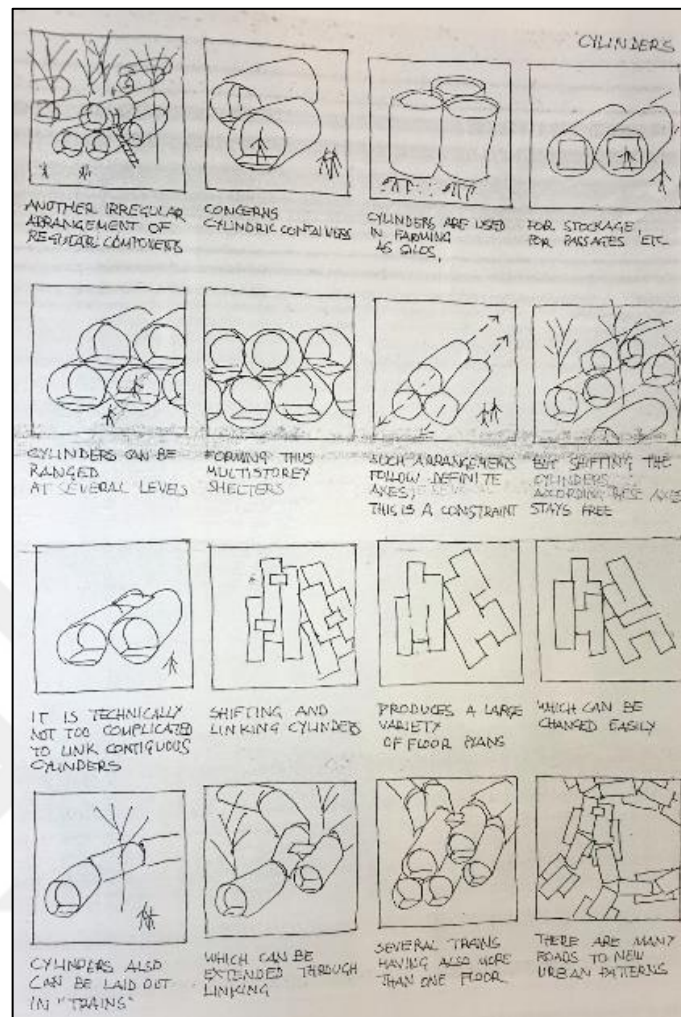 CYLINDERS
ANOTHER IRREGULAR
ARRANGEMENT OF
REGULAR COMPONENTS
CONCERNS
CYLINDRIC CONTAINERS
CYLINDERS ARE USED
IN FARMING
AS SILOS,
FOR STOCKAGE,
FOR PASSAGES ETC
CYLINDERS CAN BE
RANGED
AT SEVERAL LEVELS
FORMING THUS
MULTISTOREY
SHELTERS
SUCH ARRANGEMENTS
FOLLOW DEFINITE
AXES;
THIS IS A CONSTRAINT
BUT SHIFTING THE
CYLINDERS
ACCORDING THESE AXES
STAYS FREE
IT IS TECHNICALLY
NOT TOO COMPLICATED
TO LINK CONTIGUOUS
CYLINDERS
SHIFTING AND
LINKING CYLINDERS
PRODUCES A LARGE
VARIETY
OF FLOOR PLANS
WHICH CAN BE
CHANGED EASILY
CYLINDERS ALSO
CAN BE LAID OUT
IN "TRAINS"
WHICH CAN BE
EXTENDED THROUGH
LINKING
SEVERAL TRAINS
HAVING ALSO MORE
THAN ONE FLOOR
THERE ARE MANY
ROADS TO NEW
URBAN PATTERNS